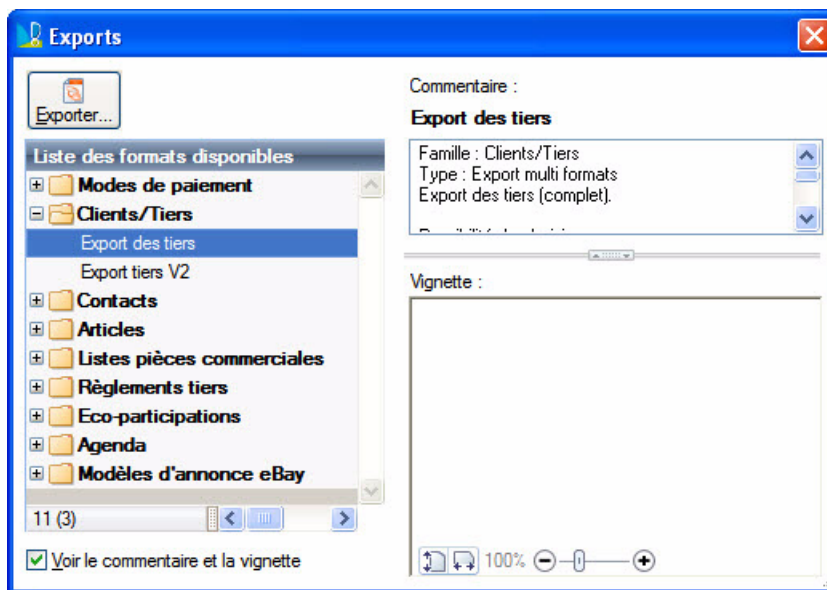 Exports
Exporter...
Liste des formats disponibles
Modes de paiement
Clients/Tiers
Export des tiers
Export tiers V2
Contacts
Articles
Listes pièces commerciales
Règlements tiers
Eco-participations
Agenda
Modèles d'annonce eBay
11 (3)
Voir le commentaire et la vignette
Commentaire :
Export des tiers
Famille : Clients/Tiers
Type : Export multi formats
Export des tiers (complet).
Vignette :
100%